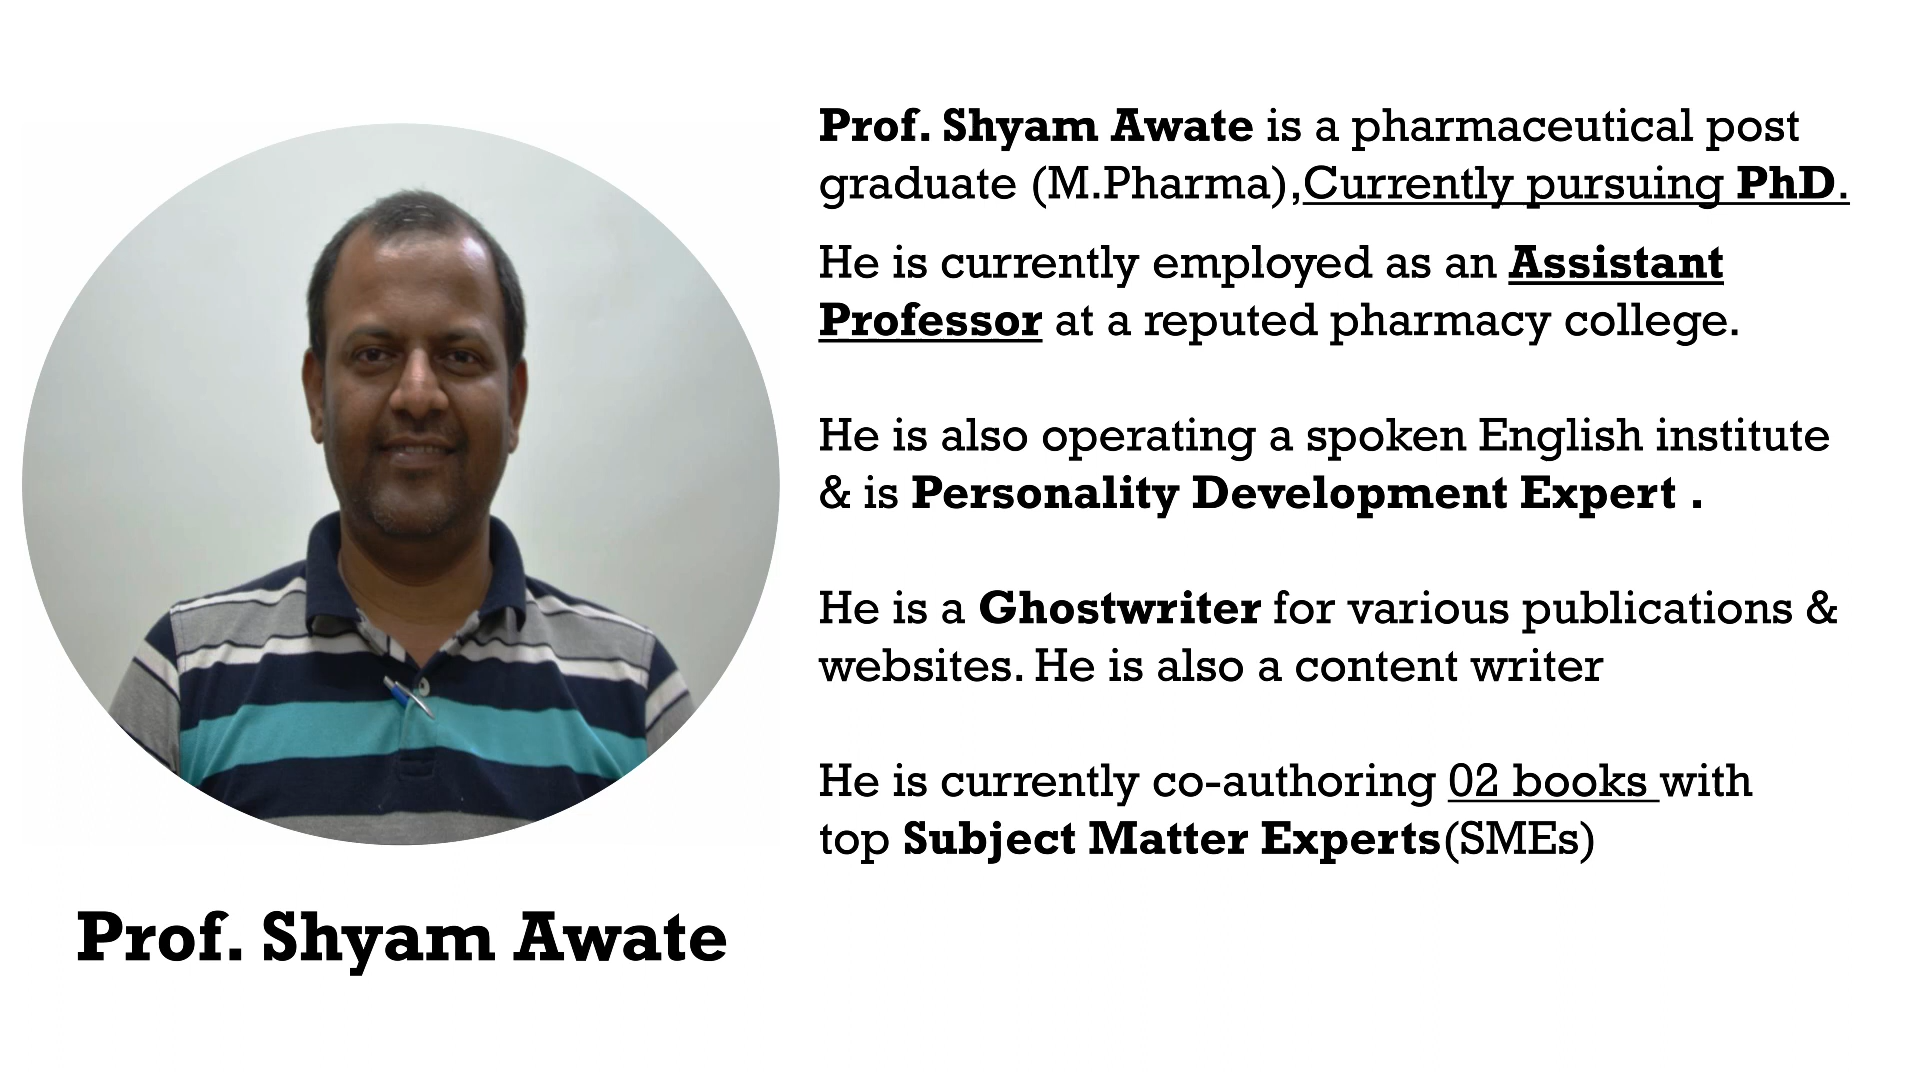 Prof. Shyam Awate is a pharmaceutical post
graduate (M.Pharma),Currently pursuing PhD.
He is currently employed as an Assistant
Professor at a reputed pharmacy college.
He is also operating a spoken English institute
& is Personality Development Expert .
He is a Ghostwriter for various publications &
websites. He is also a content writer
He is currently co-authoring 02 books with
top Subject Matter Experts(SMEs)
Prof. Shyam Awate